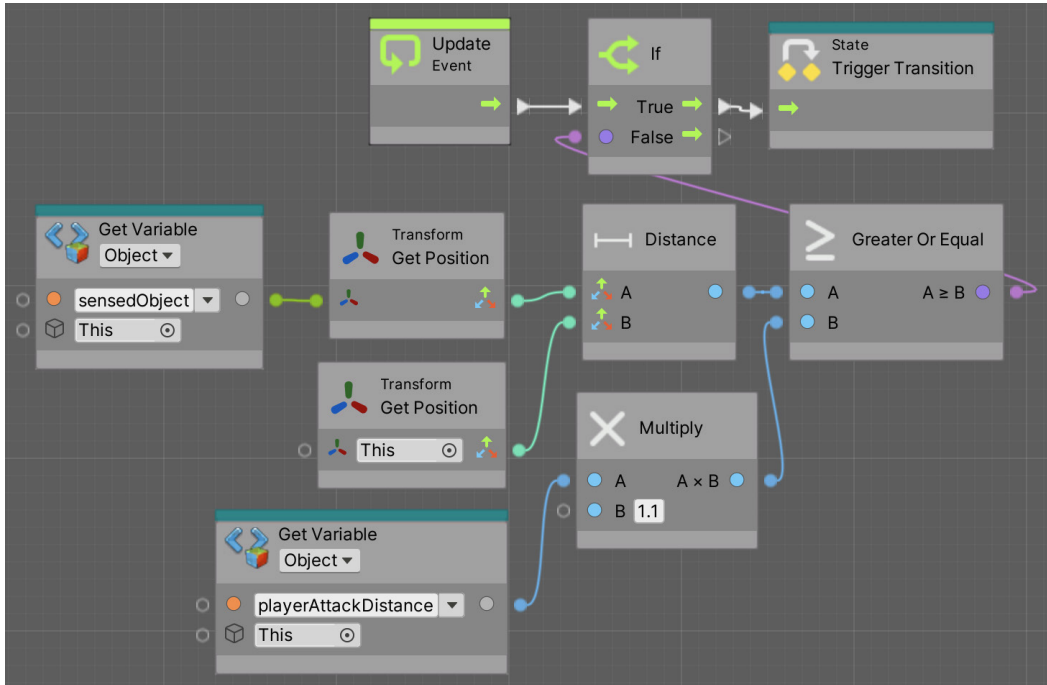 Update
Event
If
True
False
State
Trigger Transition
Get Variable
Object
sensedObject
This
Transform
Get Position
Distance
A
B
Greater Or Equal
A A ≥ B
B
Transform
Get Position
This
Multiply
A A × B
B 1.1
Get Variable
Object
playerAttackDistance
This